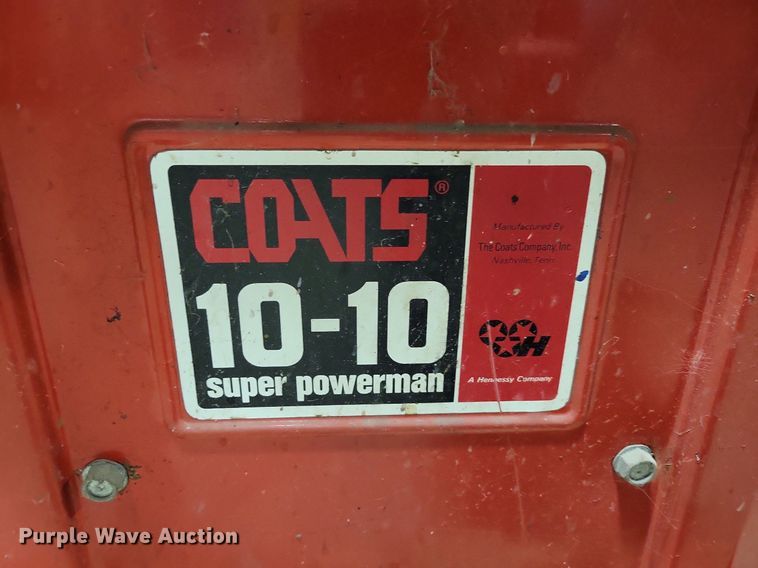 COATS®
10-10
super powerman
Manufactured By
The Coats Company, Inc.
Nashville, Tenn.
H
A Hennessy Company
Purple Wave Auction